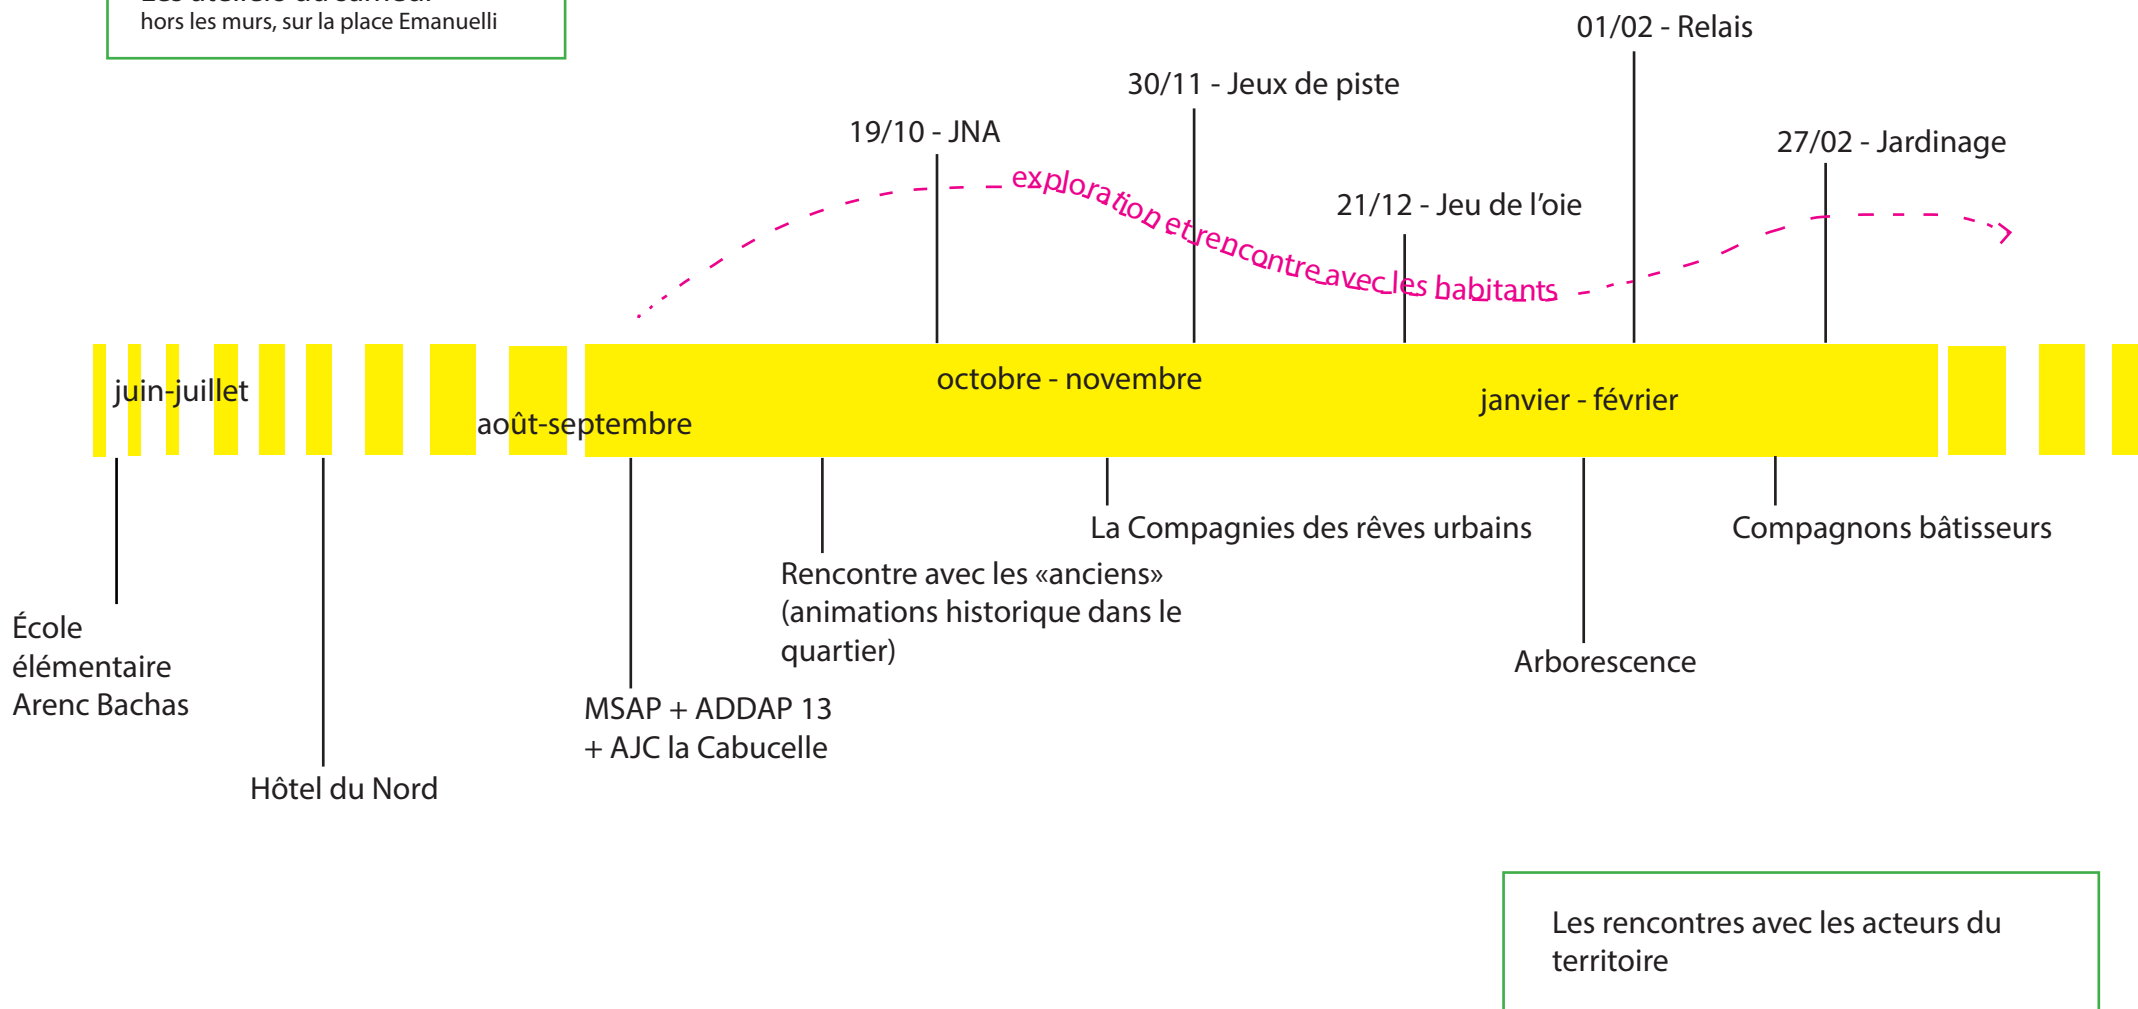 hors les murs, sur la place Emanuelli
01/02 - Relais
30/11 - Jeux de piste
19/10 - JNA
27/02 - Jardinage
21/12 - Jeu de l'oie
exploration et rencontre avec les habitants
juin-juillet
août-septembre
octobre - novembre
janvier - février
La Compagnies des rêves urbains
Compagnons bâtisseurs
Rencontre avec les «anciens»
(animations historique dans le
quartier)
École
élémentaire
Arenc Bachas
Arborescence
MSAP + ADDAP 13
+ AJC la Cabucelle
Hôtel du Nord
Les rencontres avec les acteurs du
territoire